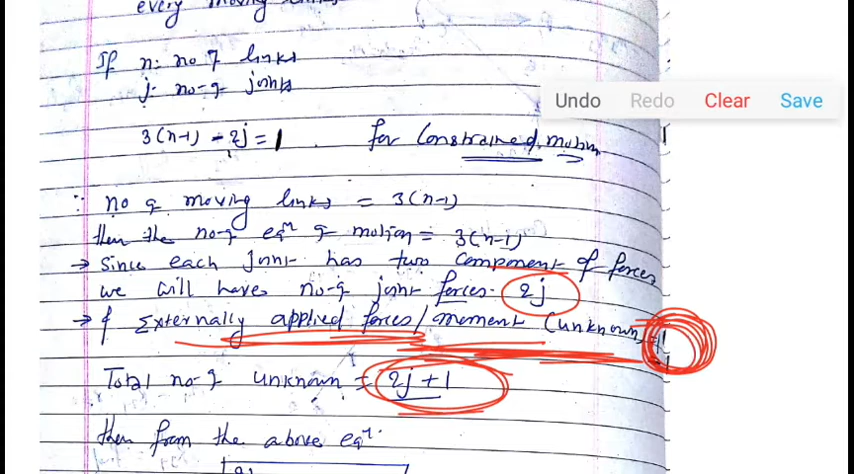 every moving link
If n: no of links
j- no-of joints
Undo Redo Clear Save
3(n-1) - 2j = 1 for Constrained motion
∵ no of moving links = 3(n-1)
then the no-of eqn of motion = 3(n-1)
→ Since each joint has two component of forces
we will have no-of joint forces- 2j
→ & Externally applied forces/moment (unknown) = 1
Total no-of unknown = 2j + 1
then from the above eqn.